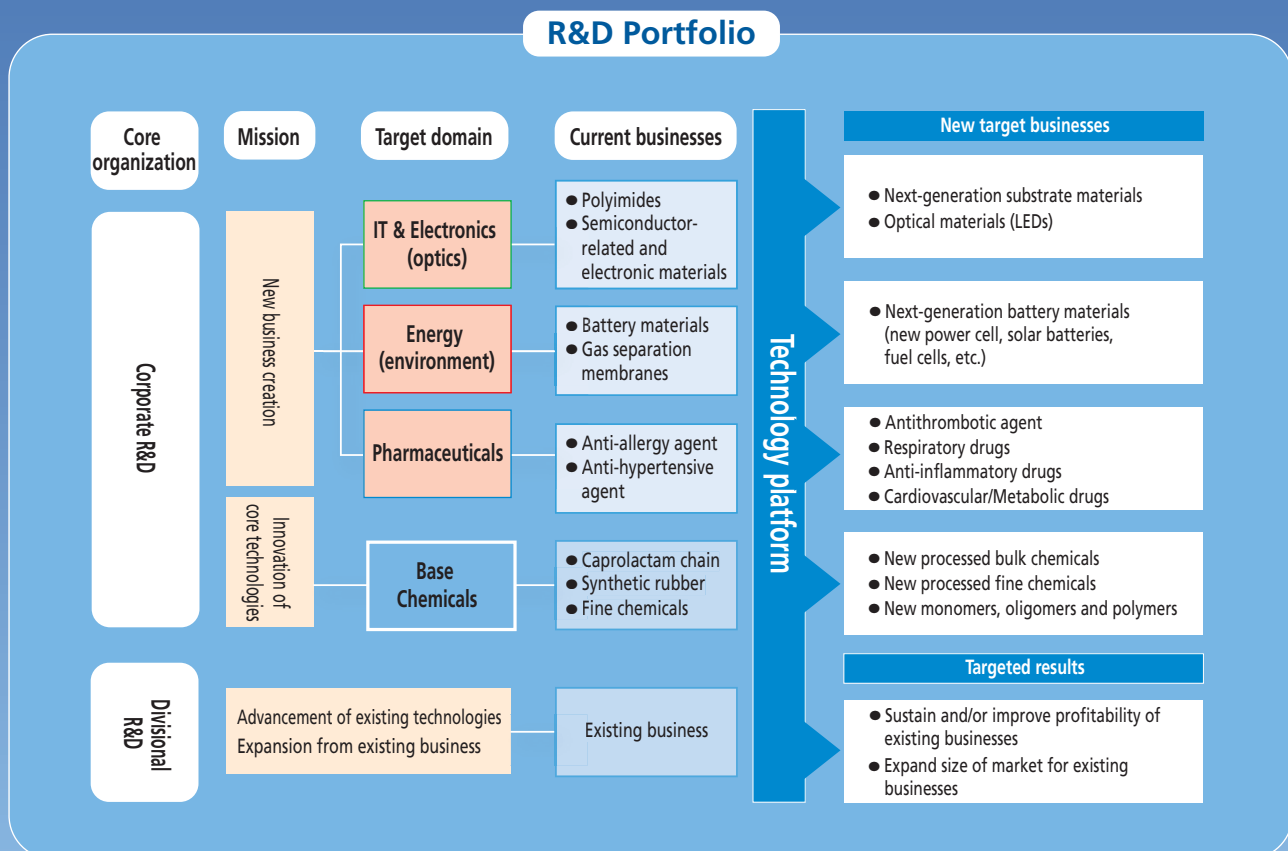 R&D Portfolio
Core
organization
Mission
Target domain
Current businesses
New target businesses
Corporate R&D
New business creation
IT & Electronics
(optics)
● Polyimides
● Semiconductor-
related and
electronic materials
● Next-generation substrate materials
● Optical materials (LEDs)
Energy
(environment)
● Battery materials
● Gas separation
membranes
● Next-generation battery materials
(new power cell, solar batteries,
fuel cells, etc.)
Pharmaceuticals
● Anti-allergy agent
● Anti-hypertensive
agent
● Antithrombotic agent
● Respiratory drugs
● Anti-inflammatory drugs
● Cardiovascular/Metabolic drugs
Technology platform
Innovation of
core technologies
Base
Chemicals
● Caprolactam chain
● Synthetic rubber
● Fine chemicals
● New processed bulk chemicals
● New processed fine chemicals
● New monomers, oligomers and polymers
Targeted results
Divisional
R&D
Advancement of existing technologies
Expansion from existing business
Existing business
● Sustain and/or improve profitability of
existing businesses
● Expand size of market for existing
businesses